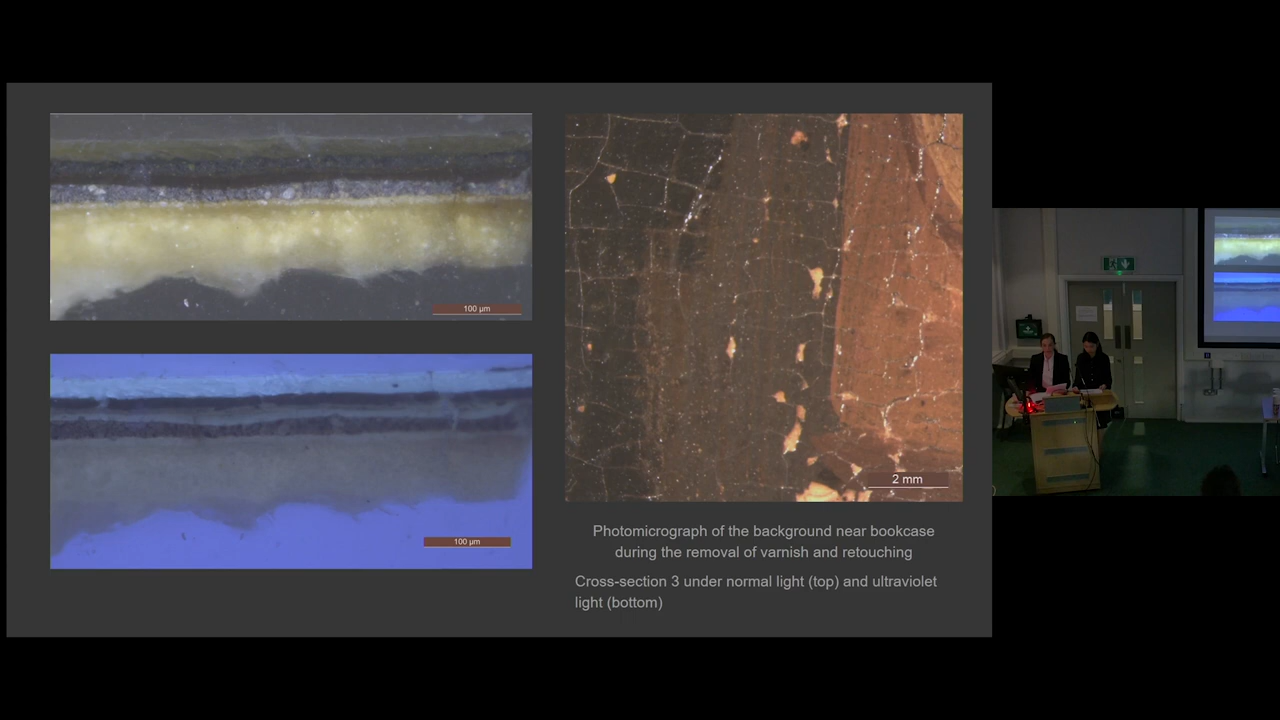 100 µm
100 µm
2 mm
Photomicrograph of the background near bookcase
during the removal of varnish and retouching
Cross-section 3 under normal light (top) and ultraviolet
light (bottom)